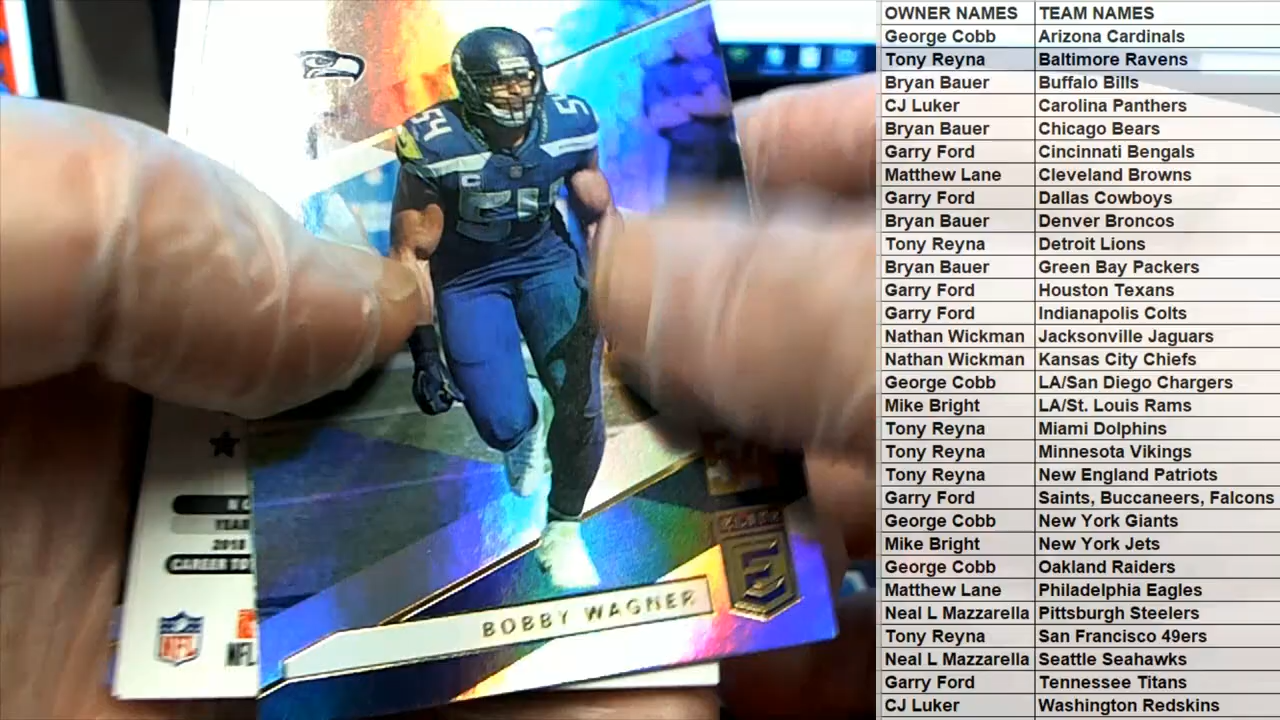 54
5
C
54
BOBBY WAGNER
ELITE
E
YEAR
2018
CAREER TO
NFL
NFL
OWNER NAMES TEAM NAMES
George Cobb Arizona Cardinals
Tony Reyna Baltimore Ravens
Bryan Bauer Buffalo Bills
CJ Luker Carolina Panthers
Bryan Bauer Chicago Bears
Garry Ford Cincinnati Bengals
Matthew Lane Cleveland Browns
Garry Ford Dallas Cowboys
Bryan Bauer Denver Broncos
Tony Reyna Detroit Lions
Bryan Bauer Green Bay Packers
Garry Ford Houston Texans
Garry Ford Indianapolis Colts
Nathan Wickman Jacksonville Jaguars
Nathan Wickman Kansas City Chiefs
George Cobb LA/San Diego Chargers
Mike Bright LA/St. Louis Rams
Tony Reyna Miami Dolphins
Tony Reyna Minnesota Vikings
Tony Reyna New England Patriots
Garry Ford Saints, Buccaneers, Falcons
George Cobb New York Giants
Mike Bright New York Jets
George Cobb Oakland Raiders
Matthew Lane Philadelphia Eagles
Neal L Mazzarella Pittsburgh Steelers
Tony Reyna San Francisco 49ers
Neal L Mazzarella Seattle Seahawks
Garry Ford Tennessee Titans
CJ Luker Washington Redskins